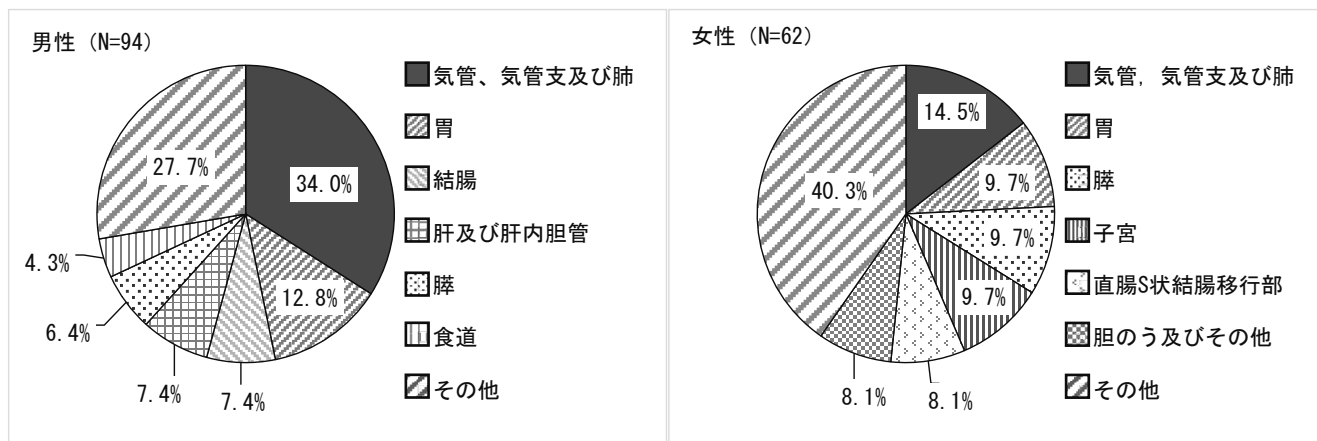 男性（N=94）
気管、気管支及び肺
胃
結腸
肝及び肝内胆管
膵
食道
その他
34.0%
12.8%
7.4%
7.4%
6.4%
4.3%
27.7%
女性（N=62）
気管，気管支及び肺
胃
膵
子宮
直腸S状結腸移行部
胆のう及びその他
その他
14.5%
9.7%
9.7%
9.7%
8.1%
8.1%
40.3%